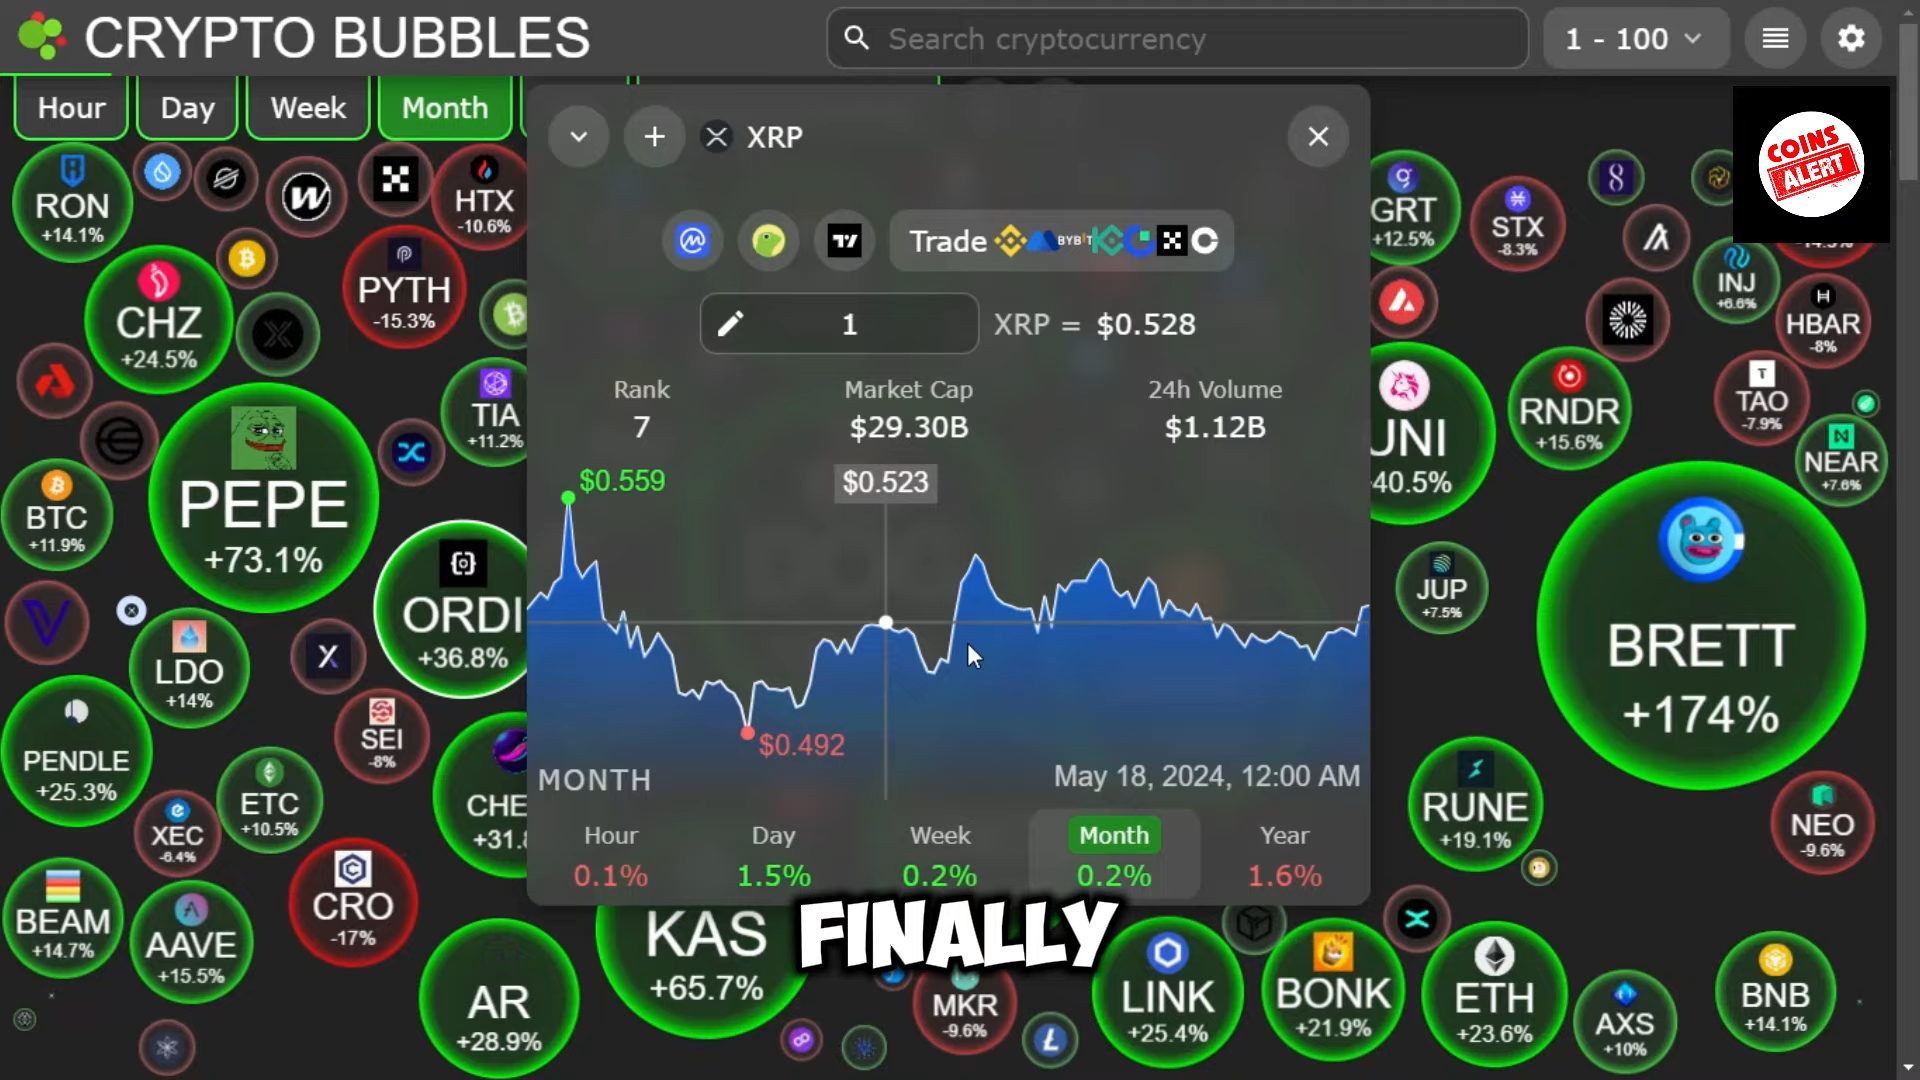 CRYPTO BUBBLES
Search cryptocurrency
1 - 100
Hour
Day
Week
Month
XRP
COINS
ALERT
Trade
BYBIT
1
XRP = $0.528
Rank
7
Market Cap
$29.30B
24h Volume
$1.12B
$0.559
$0.523
$0.492
MONTH
May 18, 2024, 12:00 AM
Hour
0.1%
Day
1.5%
Week
0.2%
Month
0.2%
Year
1.6%
FINALLY
RON
+14.1%
HTX
-10.6%
CHZ
+24.5%
PYTH
-15.3%
TIA
+11.2%
PEPE
+73.1%
BTC
+11.9%
ORDI
+36.8%
LDO
+14%
SEI
-8%
PENDLE
+25.3%
ETC
+10.5%
XEC
-6.4%
CHE
+31.8
BEAM
+14.7%
AAVE
+15.5%
CRO
-17%
AR
+28.9%
KAS
+65.7%
MKR
-9.6%
LINK
+25.4%
BONK
+21.9%
ETH
+23.6%
AXS
+10%
BNB
+14.1%
GRT
+12.5%
STX
-8.3%
INJ
+6.6%
HBAR
-8%
TAO
-7.9%
NEAR
+7.6%
UNI
40.5%
RNDR
+15.6%
JUP
+7.5%
BRETT
+174%
RUNE
+19.1%
NEO
-9.6%